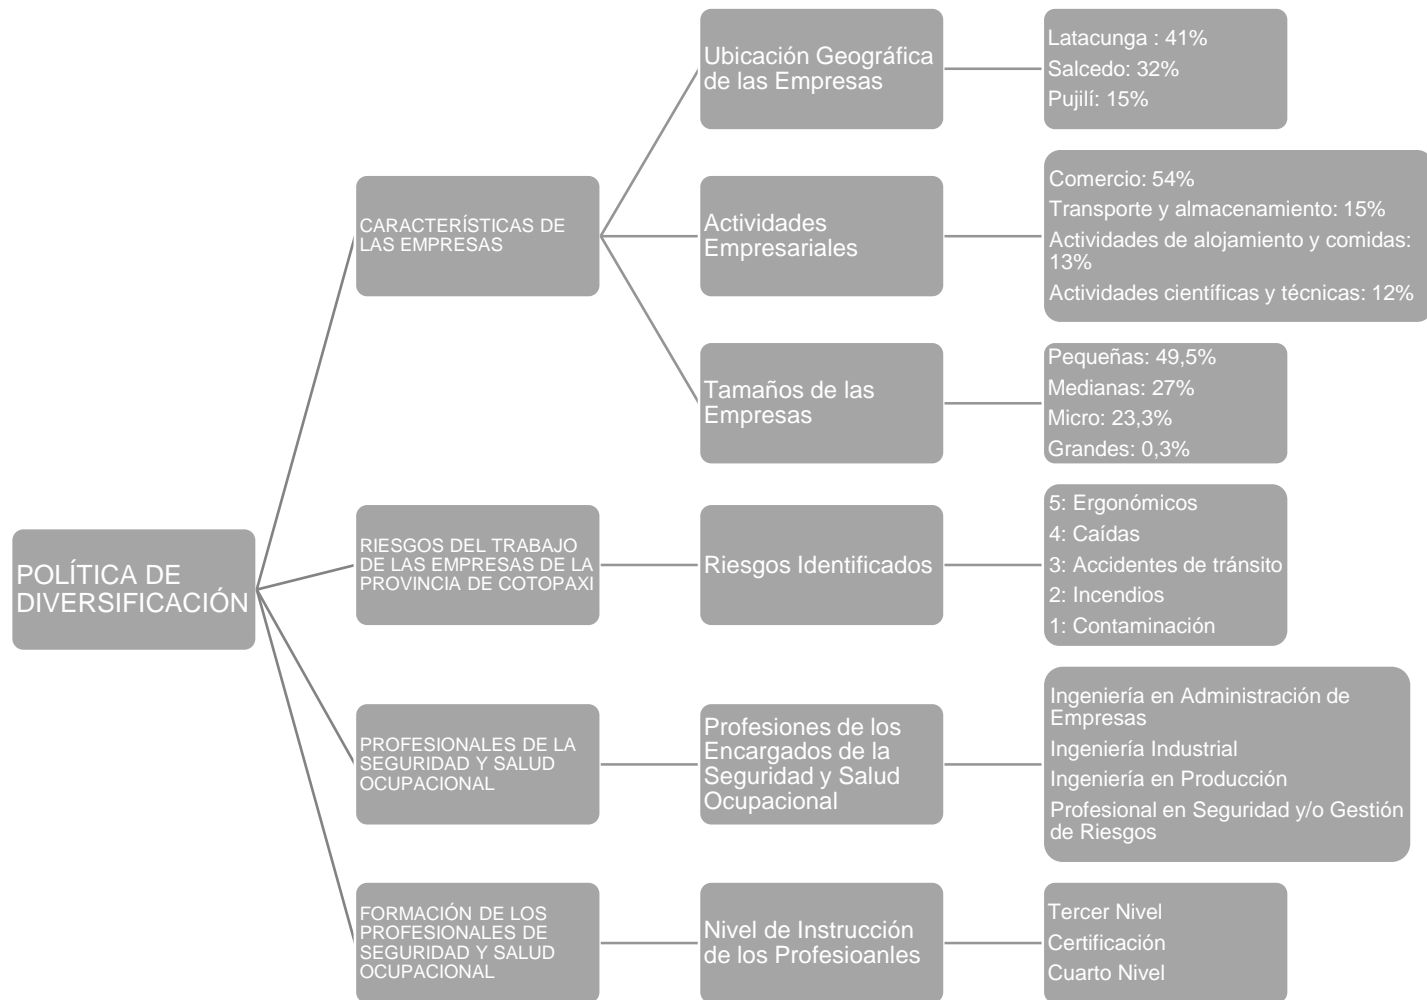 POLÍTICA DE
DIVERSIFICACIÓN
CARACTERÍSTICAS DE
LAS EMPRESAS
Ubicación Geográfica
de las Empresas
Latacunga : 41%
Salcedo: 32%
Pujilí: 15%
Actividades
Empresariales
Comercio: 54%
Transporte y almacenamiento: 15%
Actividades de alojamiento y comidas:
13%
Actividades científicas y técnicas: 12%
Tamaños de las
Empresas
Pequeñas: 49,5%
Medianas: 27%
Micro: 23,3%
Grandes: 0,3%
RIESGOS DEL TRABAJO
DE LAS EMPRESAS DE LA
PROVINCIA DE COTOPAXI
Riesgos Identificados
5: Ergonómicos
4: Caídas
3: Accidentes de tránsito
2: Incendios
1: Contaminación
PROFESIONALES DE LA
SEGURIDAD Y SALUD
OCUPACIONAL
Profesiones de los
Encargados de la
Seguridad y Salud
Ocupacional
Ingeniería en Administración de
Empresas
Ingeniería Industrial
Ingeniería en Producción
Profesional en Seguridad y/o Gestión
de Riesgos
FORMACIÓN DE LOS
PROFESIONALES DE
SEGURIDAD Y SALUD
OCUPACIONAL
Nivel de Instrucción
de los Profesioanles
Tercer Nivel
Certificación
Cuarto Nivel